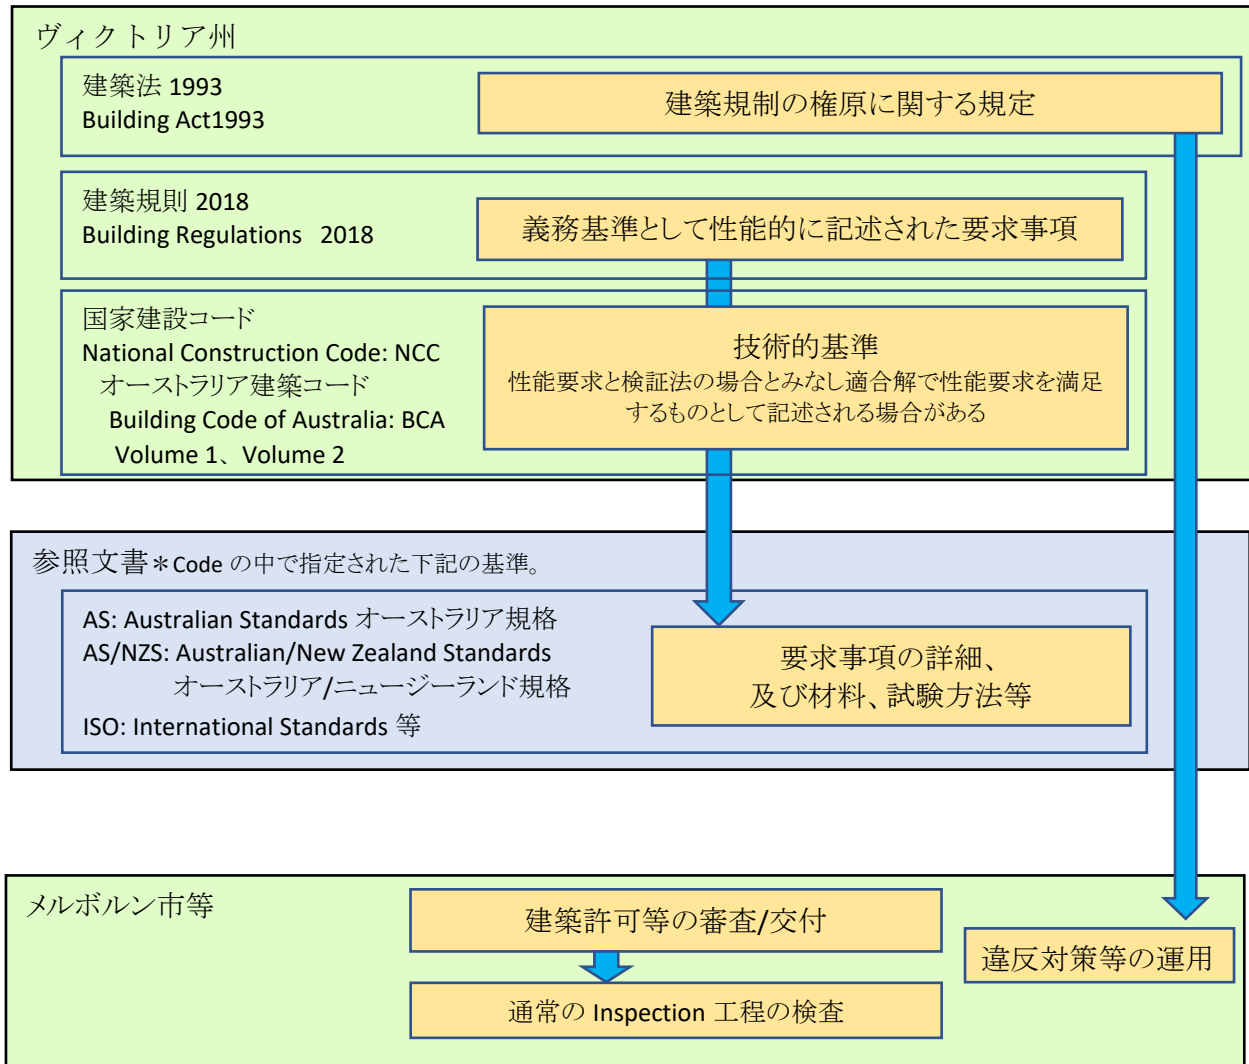 ヴィクトリア州
建築法 1993
Building Act1993
建築規制の権原に関する規定
建築規則 2018
Building Regulations 2018
義務基準として性能的に記述された要求事項
国家建設コード
National Construction Code: NCC
オーストラリア建築コード
Building Code of Australia: BCA
Volume 1、Volume 2
技術的基準
性能要求と検証法の場合とみなし適合解で性能要求を満足
するものとして記述される場合がある
参照文書＊Code の中で指定された下記の基準。
AS: Australian Standards オーストラリア規格
AS/NZS: Australian/New Zealand Standards
オーストラリア/ニュージーランド規格
ISO: International Standards 等
要求事項の詳細、
及び材料、試験方法等
メルボルン市等
建築許可等の審査/交付
通常の Inspection 工程の検査
違反対策等の運用